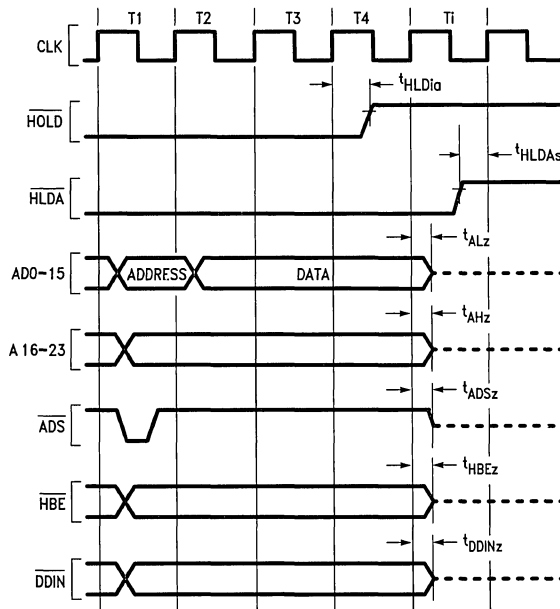 T1 T2 T3 T4 Ti
CLK
tHLDia
HOLD
tHLDAs
HLDA
tALz
AD0-15 ADDRESS DATA
tAHz
A16-23
tADSz
ADS
tHBEz
HBE
tDDINz
DDIN